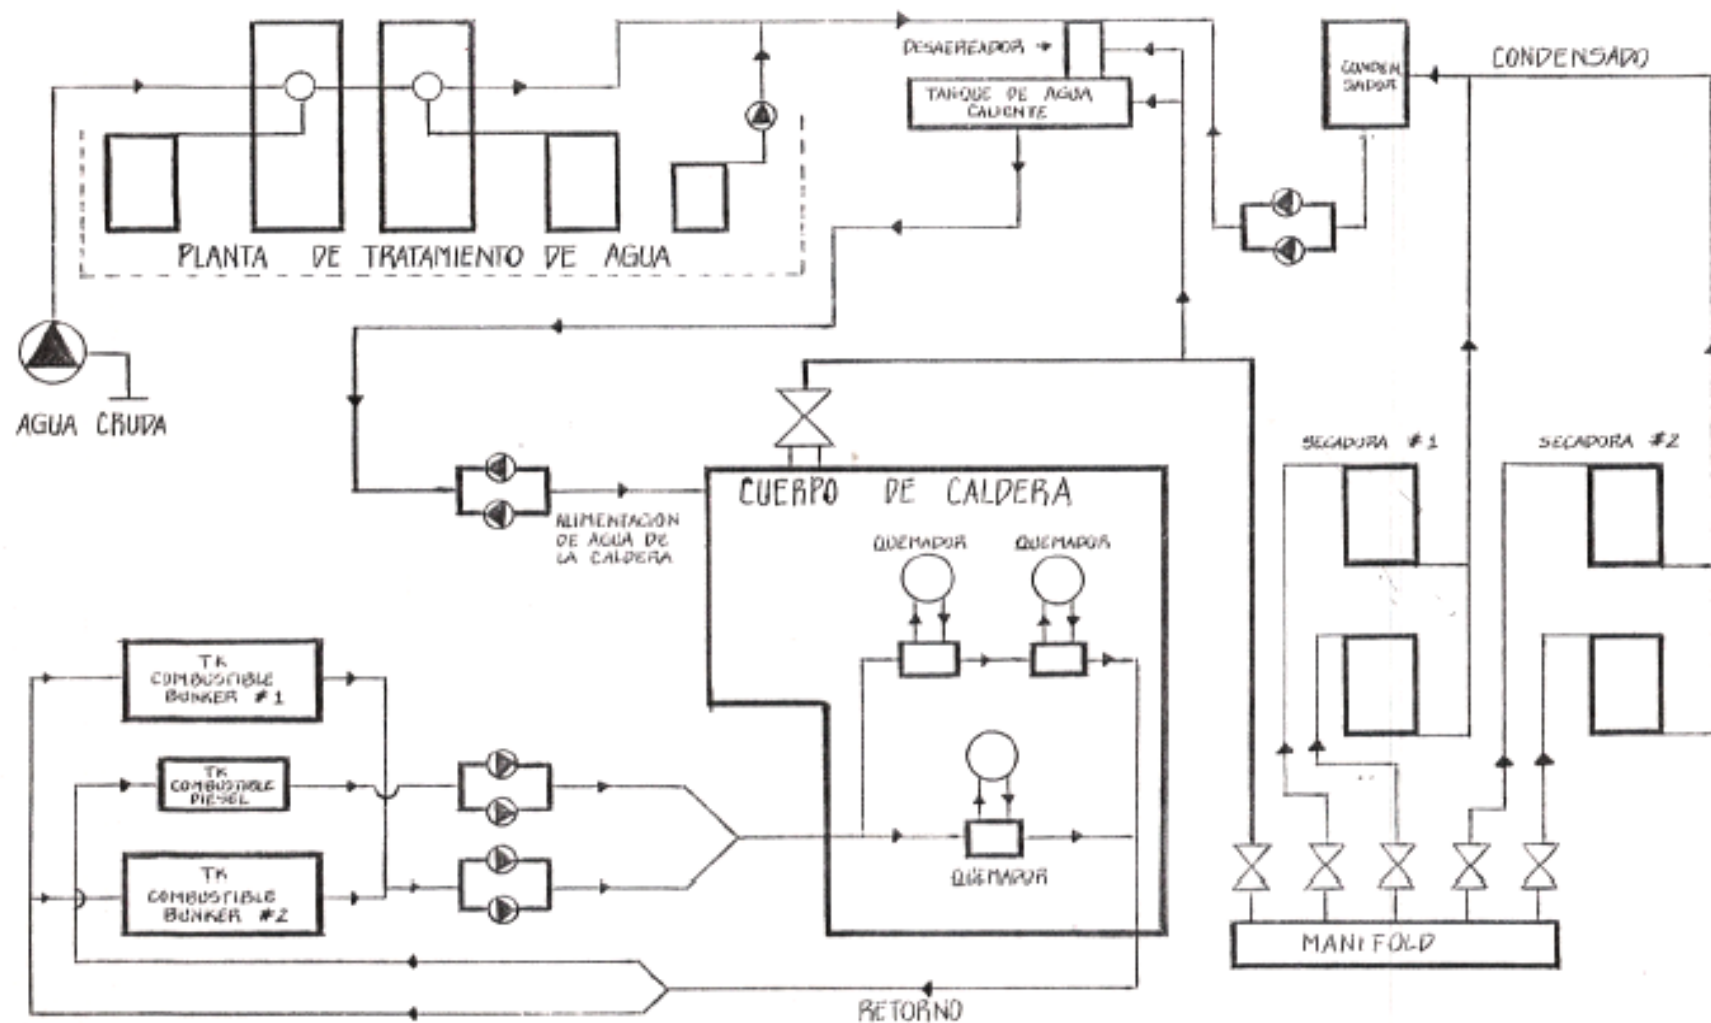 DESAEREADOR
TANQUE DE AGUA
CALIENTE
CONDEN
SADOR
CONDENSADO
PLANTA DE TRATAMIENTO DE AGUA
AGUA CRUDA
SECADORA #1
SECADORA #2
CUERPO DE CALDERA
ALIMENTACION
DE AGUA DE
LA CALDERA
QUEMADOR
QUEMADOR
TK
COMBUSTIBLE
BUNKER #1
TK
COMBUSTIBLE
DIESEL
TK
COMBUSTIBLE
BUNKER #2
QUEMADOR
MANIFOLD
RETORNO